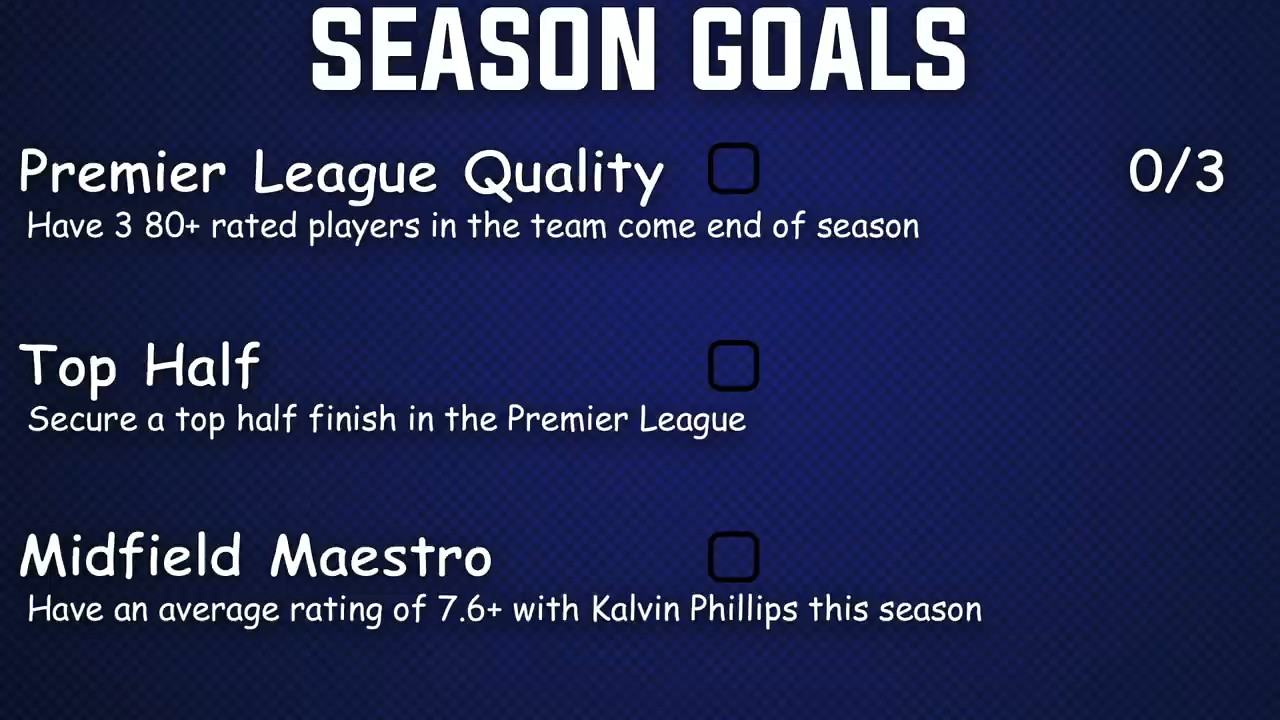 SEASON GOALS
Premier League Quality 0/3
Have 3 80+ rated players in the team come end of season
Top Half
Secure a top half finish in the Premier League
Midfield Maestro
Have an average rating of 7.6+ with Kalvin Phillips this season